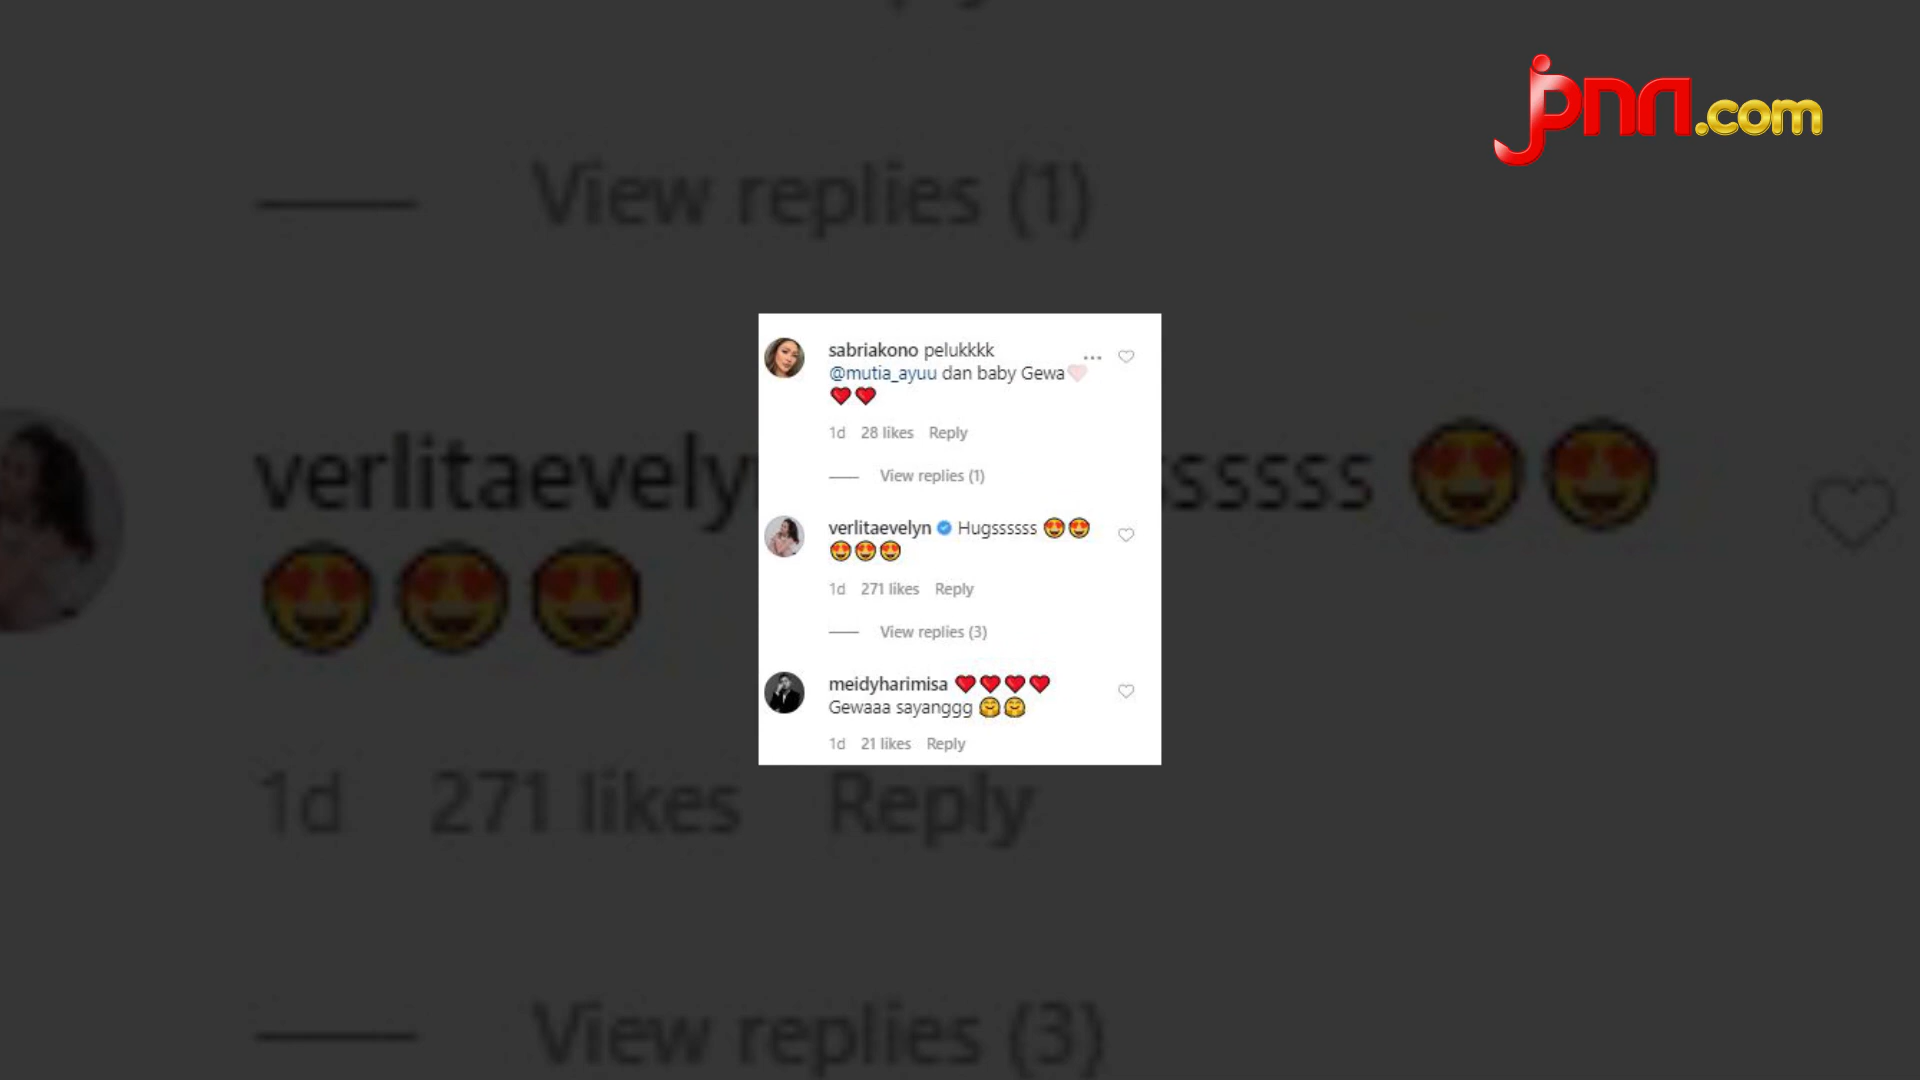 jpnn.com
View replies (1)
sabriakono pelukkkk
@mutia_ayuu dan baby Gewa🩷
❤️❤️
1d 28 likes Reply
View replies (1)
verlitaevelyn Hugssssss 😍😍
😍😍😍
1d 271 likes Reply
View replies (3)
meidyharimisa ❤️❤️❤️❤️
Gewaaa sayanggg 🤗🤗
1d 21 likes Reply
verlitaevely sssss 😍😍
😍😍😍
1d 271 likes Reply
View replies (3)